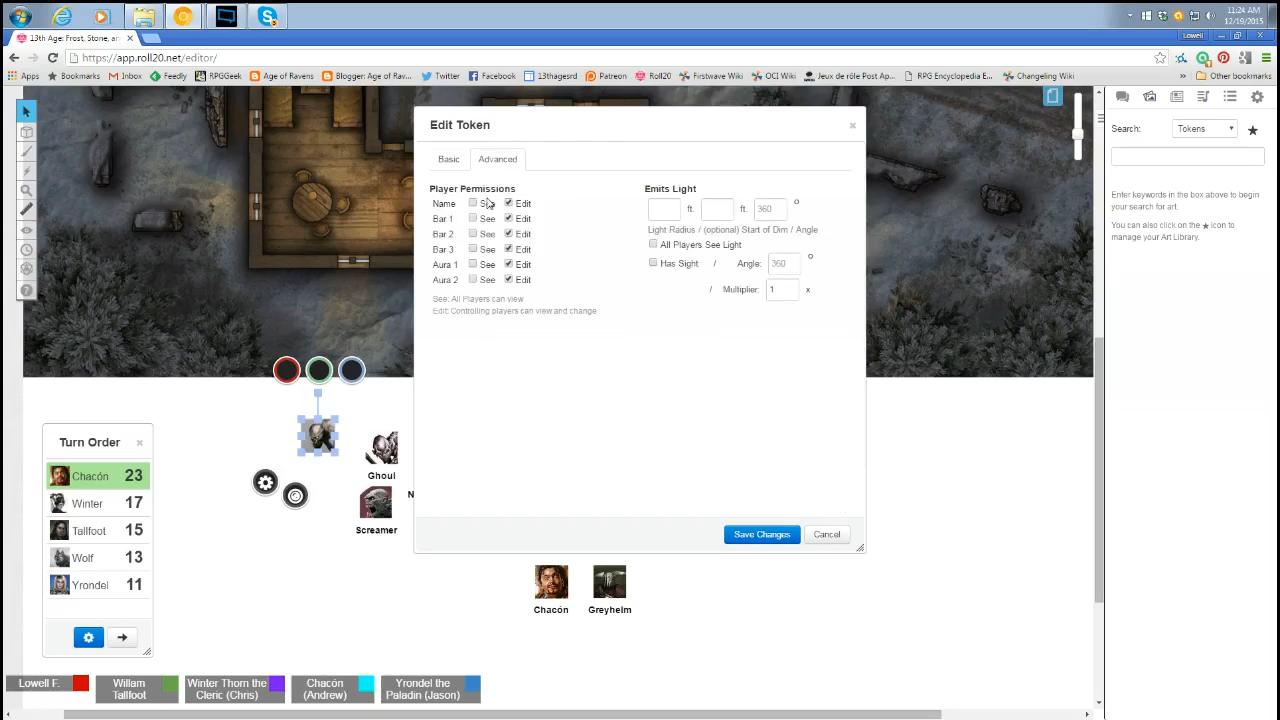 11:24 AM
12/19/2015
13th Age: Frost, Stone, an
Lowell
https://app.roll20.net/editor/
Apps Bookmarks Inbox Feedly RPGGeek Age of Ravens Blogger: Age of Rav... Twitter Facebook 13thagesrd Patreon Roll20 Fistswave Wiki OCI Wiki Jeux de rôle Post Ap... RPG Encyclopedia E... Changeling Wiki » Other bookmarks
Edit Token
Basic Advanced
Player Permissions
Name See Edit
Bar 1 See Edit
Bar 2 See Edit
Bar 3 See Edit
Aura 1 See Edit
Aura 2 See Edit
See: All Players can view
Edit: Controlling players can view and change
Emits Light
ft. ft. 360 °
Light Radius / (optional) Start of Dim / Angle
All Players See Light
Has Sight / Angle: 360 °
/ Multiplier: 1 x
Save Changes Cancel
Search: Tokens
Enter keywords in the box above to begin
your search for art.
You can also click on the ★ icon to
manage your Art Library.
Turn Order
Chacón 23
Winter 17
Tallfoot 15
Wolf 13
Yrondel 11
Ghoul
N
Screamer
Chacón
Greyhelm
Lowell F.
Willam
Tallfoot
Winter Thorn the
Cleric (Chris)
Chacón
(Andrew)
Yrondel the
Paladin (Jason)